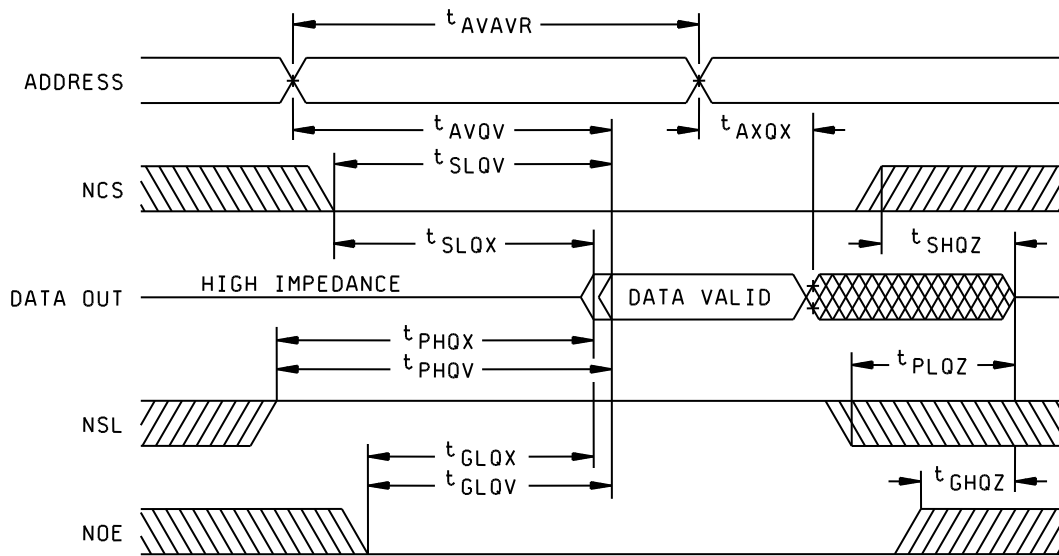 t AVAVR
ADDRESS
t AVQV
t AXQX
t SLQV
NCS
t SLQX
t SHQZ
HIGH IMPEDANCE
DATA OUT
DATA VALID
t PHQX
t PHQV
t PLQZ
NSL
t GLQX
t GLQV
t GHQZ
NOE